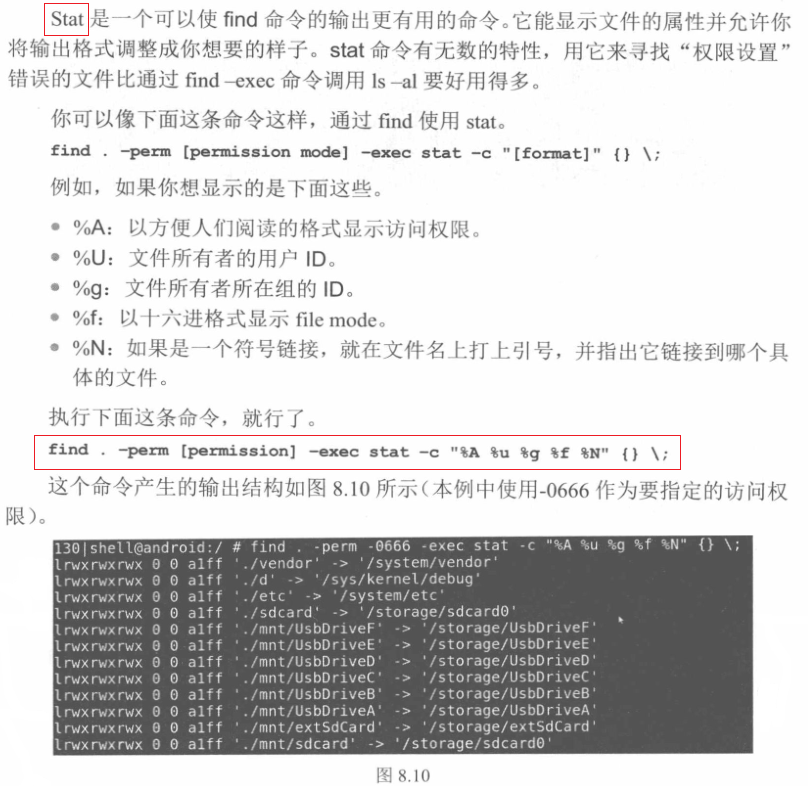 Stat 是一个可以使 find 命令的输出更有用的命令。它能显示文件的属性并允许你
将输出格式调整成你想要的样子。stat 命令有无数的特性，用它来寻找“权限设置”
错误的文件比通过 find –exec 命令调用 ls –al 要好用得多。
你可以像下面这条命令这样，通过 find 使用 stat。
find . –perm [permission mode] –exec stat –c "[format]" {} \;
例如，如果你想显示的是下面这些。
● %A：以方便人们阅读的格式显示访问权限。
● %U：文件所有者的用户 ID。
● %g：文件所有者所在组的 ID。
● %f：以十六进格式显示 file mode。
● %N：如果是一个符号链接，就在文件名上打上引号，并指出它链接到哪个具
体的文件。
执行下面这条命令，就行了。
find . –perm [permission] –exec stat –c "%A %u %g %f %N" {} \;
这个命令产生的输出结构如图 8.10 所示（本例中使用-0666 作为要指定的访问权
限）。
130|shell@android:/ # find . -perm -0666 -exec stat -c "%A %u %g %f %N" {} \;
lrwxrwxrwx 0 0 a1ff './vendor' -> '/system/vendor'
lrwxrwxrwx 0 0 a1ff './d' -> '/sys/kernel/debug'
lrwxrwxrwx 0 0 a1ff './etc' -> '/system/etc'
lrwxrwxrwx 0 0 a1ff './sdcard' -> '/storage/sdcard0'
lrwxrwxrwx 0 0 a1ff './mnt/UsbDriveF' -> '/storage/UsbDriveF'
lrwxrwxrwx 0 0 a1ff './mnt/UsbDriveE' -> '/storage/UsbDriveE'
lrwxrwxrwx 0 0 a1ff './mnt/UsbDriveD' -> '/storage/UsbDriveD'
lrwxrwxrwx 0 0 a1ff './mnt/UsbDriveC' -> '/storage/UsbDriveC'
lrwxrwxrwx 0 0 a1ff './mnt/UsbDriveB' -> '/storage/UsbDriveB'
lrwxrwxrwx 0 0 a1ff './mnt/UsbDriveA' -> '/storage/UsbDriveA'
lrwxrwxrwx 0 0 a1ff './mnt/extSdCard' -> '/storage/extSdCard'
lrwxrwxrwx 0 0 a1ff './mnt/sdcard' -> '/storage/sdcard0'
图 8.10